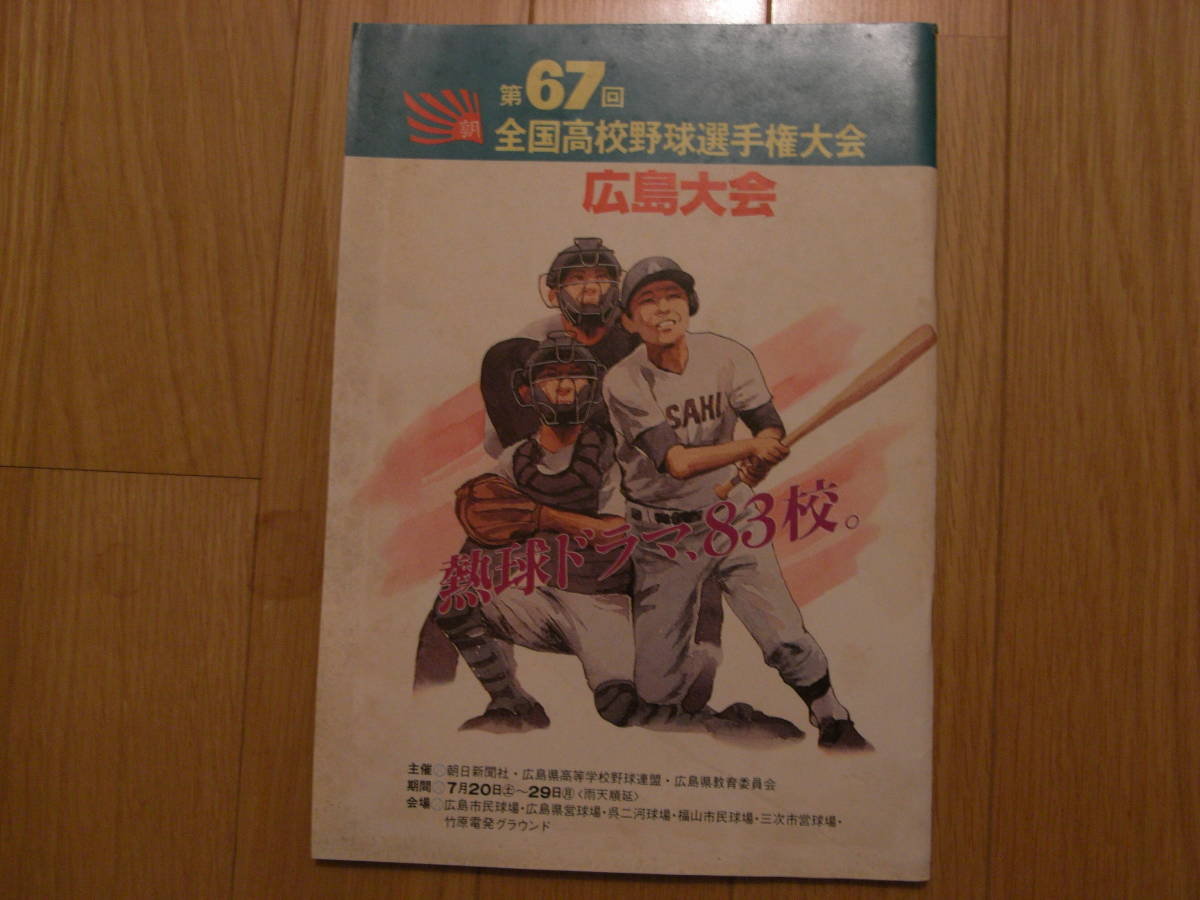 第67回
朝
全国高校野球選手権大会
広島大会
SAHI
熱球ドラマ、83校。
主催○朝日新聞社・広島県高等学校野球連盟・広島県教育委員会
期間○7月20日(土)〜29日(月)〈雨天順延〉
会場○広島市民球場・広島県営球場・呉二河球場・福山市民球場・三次市営球場・
竹原電発グラウンド